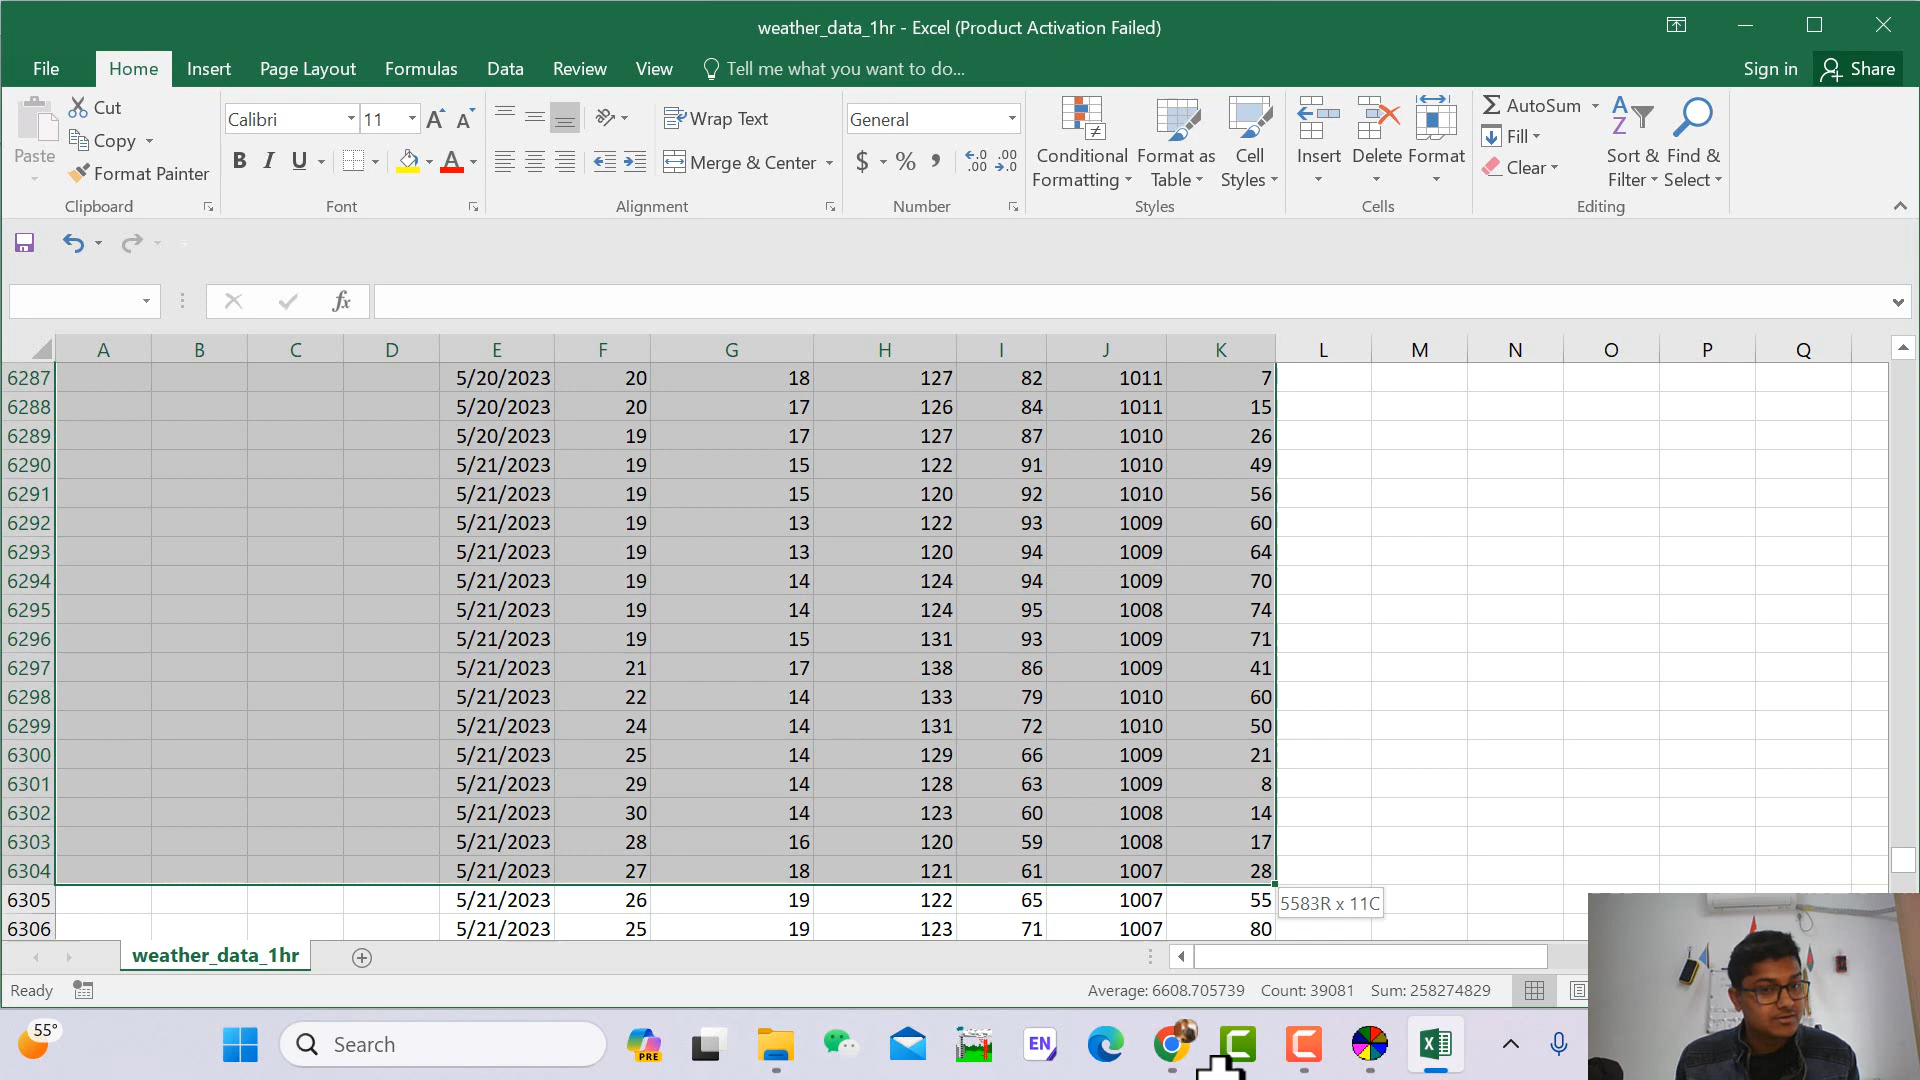 weather_data_1hr - Excel (Product Activation Failed)
File Home Insert Page Layout Formulas Data Review View Tell me what you want to do... Sign in Share
Paste Cut Copy Format Painter Clipboard
Calibri 11 A A B I U A Font
Wrap Text Merge & Center Alignment
General $ % , .0 .00 .00 .0 Number
Conditional Formatting Format as Table Cell Styles Styles
Insert Delete Format Cells
AutoSum Fill Clear Sort & Filter Find & Select Editing
fx
A B C D E F G H I J K L M N O P Q
6287 5/20/2023 20 18 127 82 1011 7
6288 5/20/2023 20 17 126 84 1011 15
6289 5/20/2023 19 17 127 87 1010 26
6290 5/21/2023 19 15 122 91 1010 49
6291 5/21/2023 19 15 120 92 1010 56
6292 5/21/2023 19 13 122 93 1009 60
6293 5/21/2023 19 13 120 94 1009 64
6294 5/21/2023 19 14 124 94 1009 70
6295 5/21/2023 19 14 124 95 1008 74
6296 5/21/2023 19 15 131 93 1009 71
6297 5/21/2023 21 17 138 86 1009 41
6298 5/21/2023 22 14 133 79 1010 60
6299 5/21/2023 24 14 131 72 1010 50
6300 5/21/2023 25 14 129 66 1009 21
6301 5/21/2023 29 14 128 63 1009 8
6302 5/21/2023 30 14 123 60 1008 14
6303 5/21/2023 28 16 120 59 1008 17
6304 5/21/2023 27 18 121 61 1007 28
6305 5/21/2023 26 19 122 65 1007 55 5583R x 11C
6306 5/21/2023 25 19 123 71 1007 80
weather_data_1hr
Ready Average: 6608.705739 Count: 39081 Sum: 258274829
55° Search PRE EN